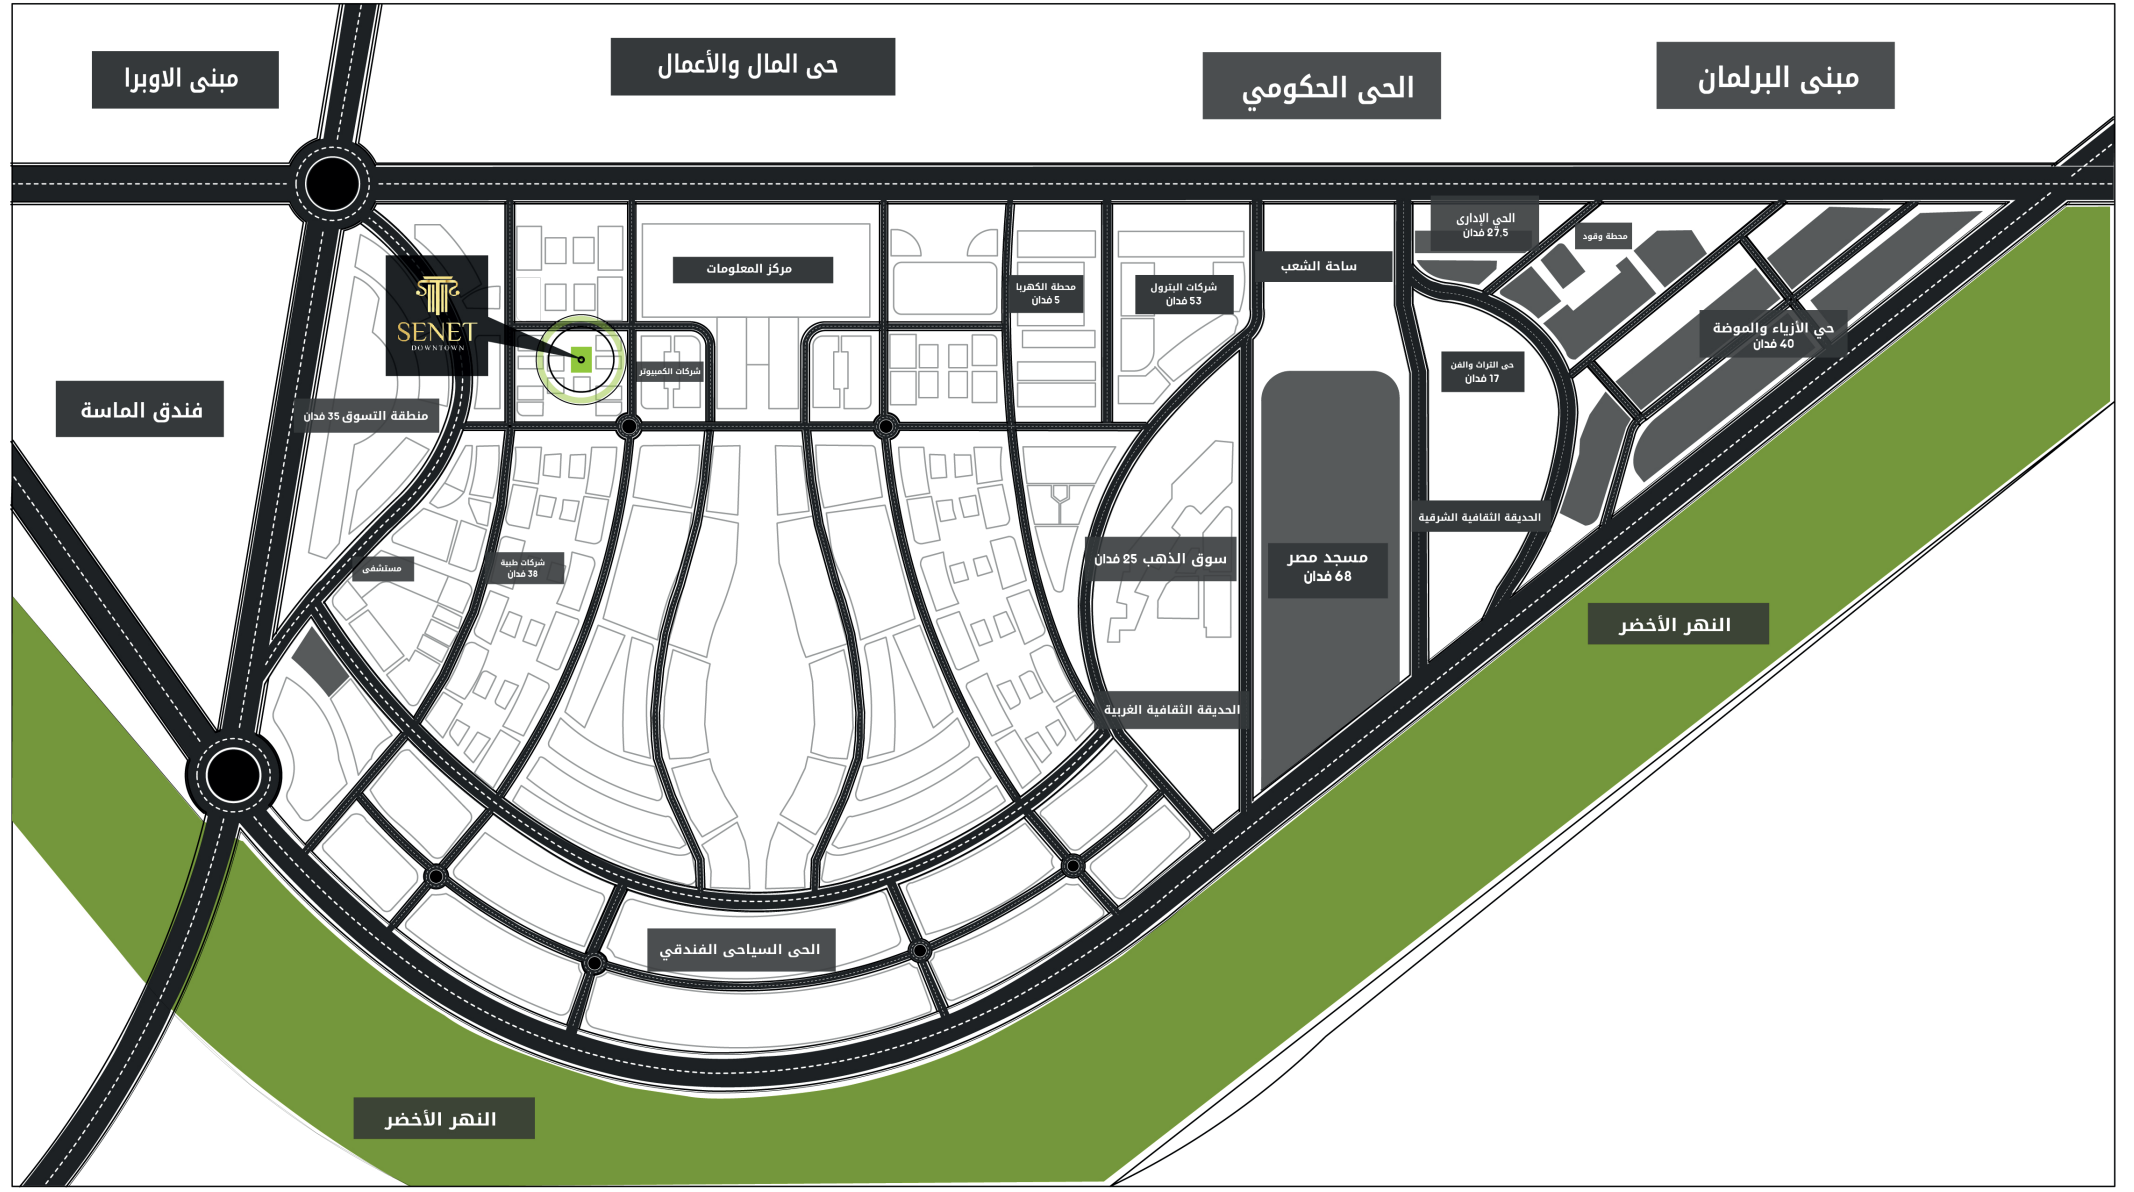 مبنى الاوبرا
حى المال والأعمال
الحى الحكومي
مبنى البرلمان
الحي الإدارى
27,5 فدان
محطة وقود
ساحة الشعب
مركز المعلومات
محطة الكهربا
5 فدان
شركات البترول
53 فدان
SENET
DOWNTOWN
حي الأزياء والموضة
40 فدان
حى التراث والفن
17 فدان
شركات الكمبيوتر
فندق الماسة
منطقة التسوق 35 فدان
الحديقة الثقافية الشرقية
مستشفى
شركات طبية
38 فدان
سوق الذهب 25 فدان
مسجد مصر
68 فدان
النهر الأخضر
الحديقة الثقافية الغربية
الحى السياحى الفندقي
النهر الأخضر